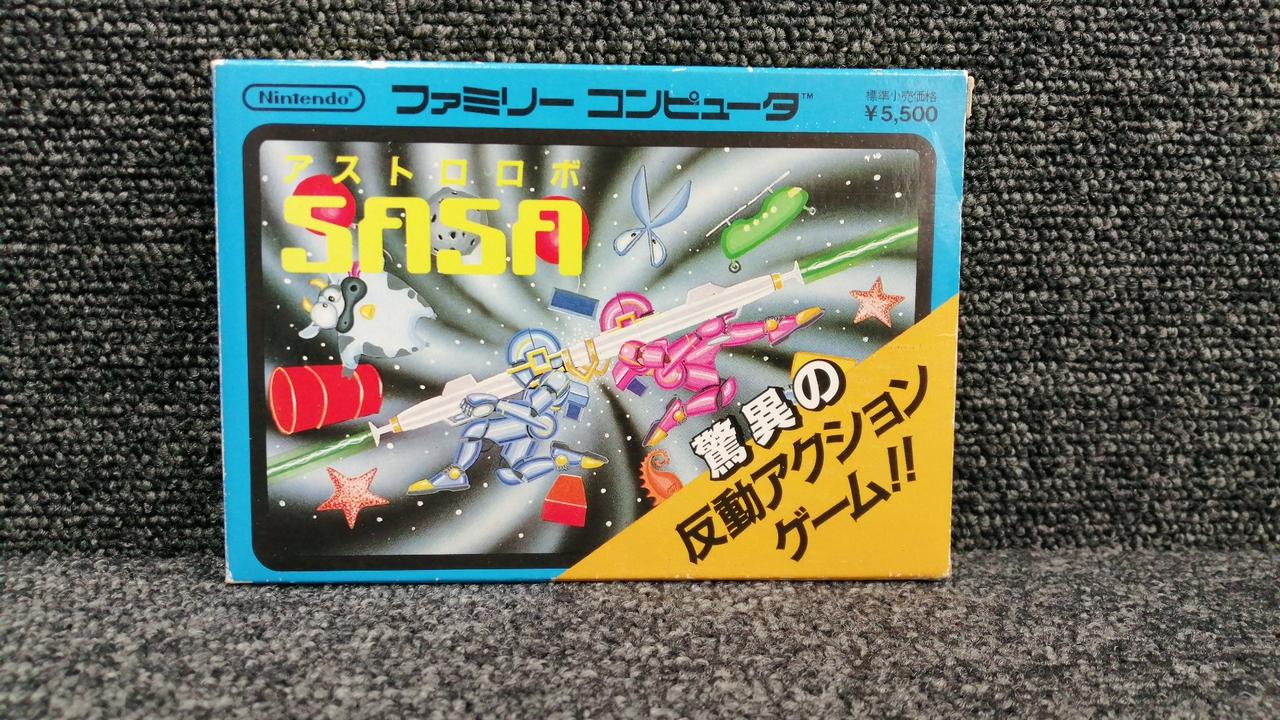 Nintendo®
ファミリー コンピュータ™
標準小売価格
¥5,500
アストロロボ
SASA
驚異の
反動アクション
ゲーム!!